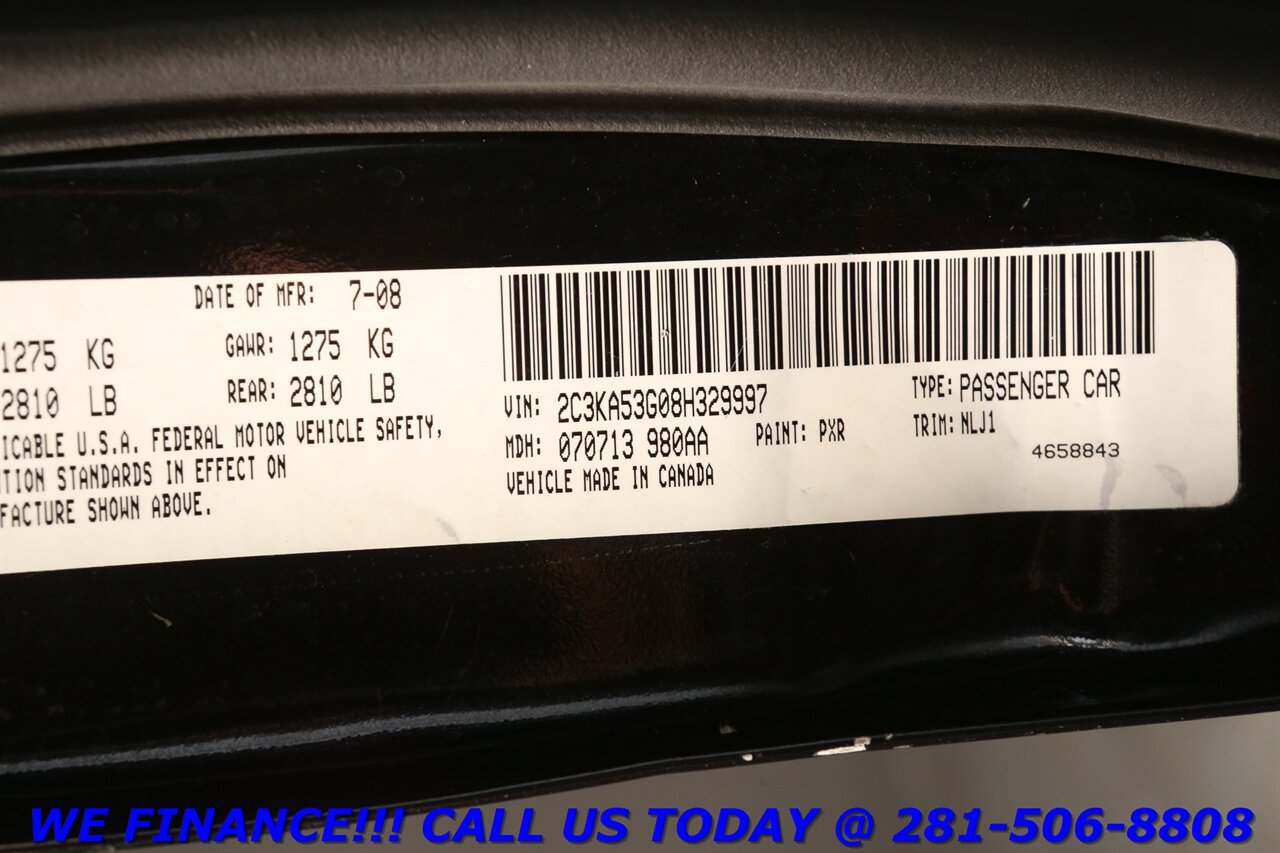 DATE OF MFR: 7-08
1275 KG GAWR: 1275 KG
2810 LB REAR: 2810 LB
ICABLE U.S.A. FEDERAL MOTOR VEHICLE SAFETY,
TION STANDARDS IN EFFECT ON
FACTURE SHOWN ABOVE.
VIN: 2C3KA53G08H329997 TYPE: PASSENGER CAR
MDH: 070713 980AA PAINT: PXR TRIM: NLJ1
VEHICLE MADE IN CANADA 4658843
WE FINANCE!!! CALL US TODAY @ 281-506-8808